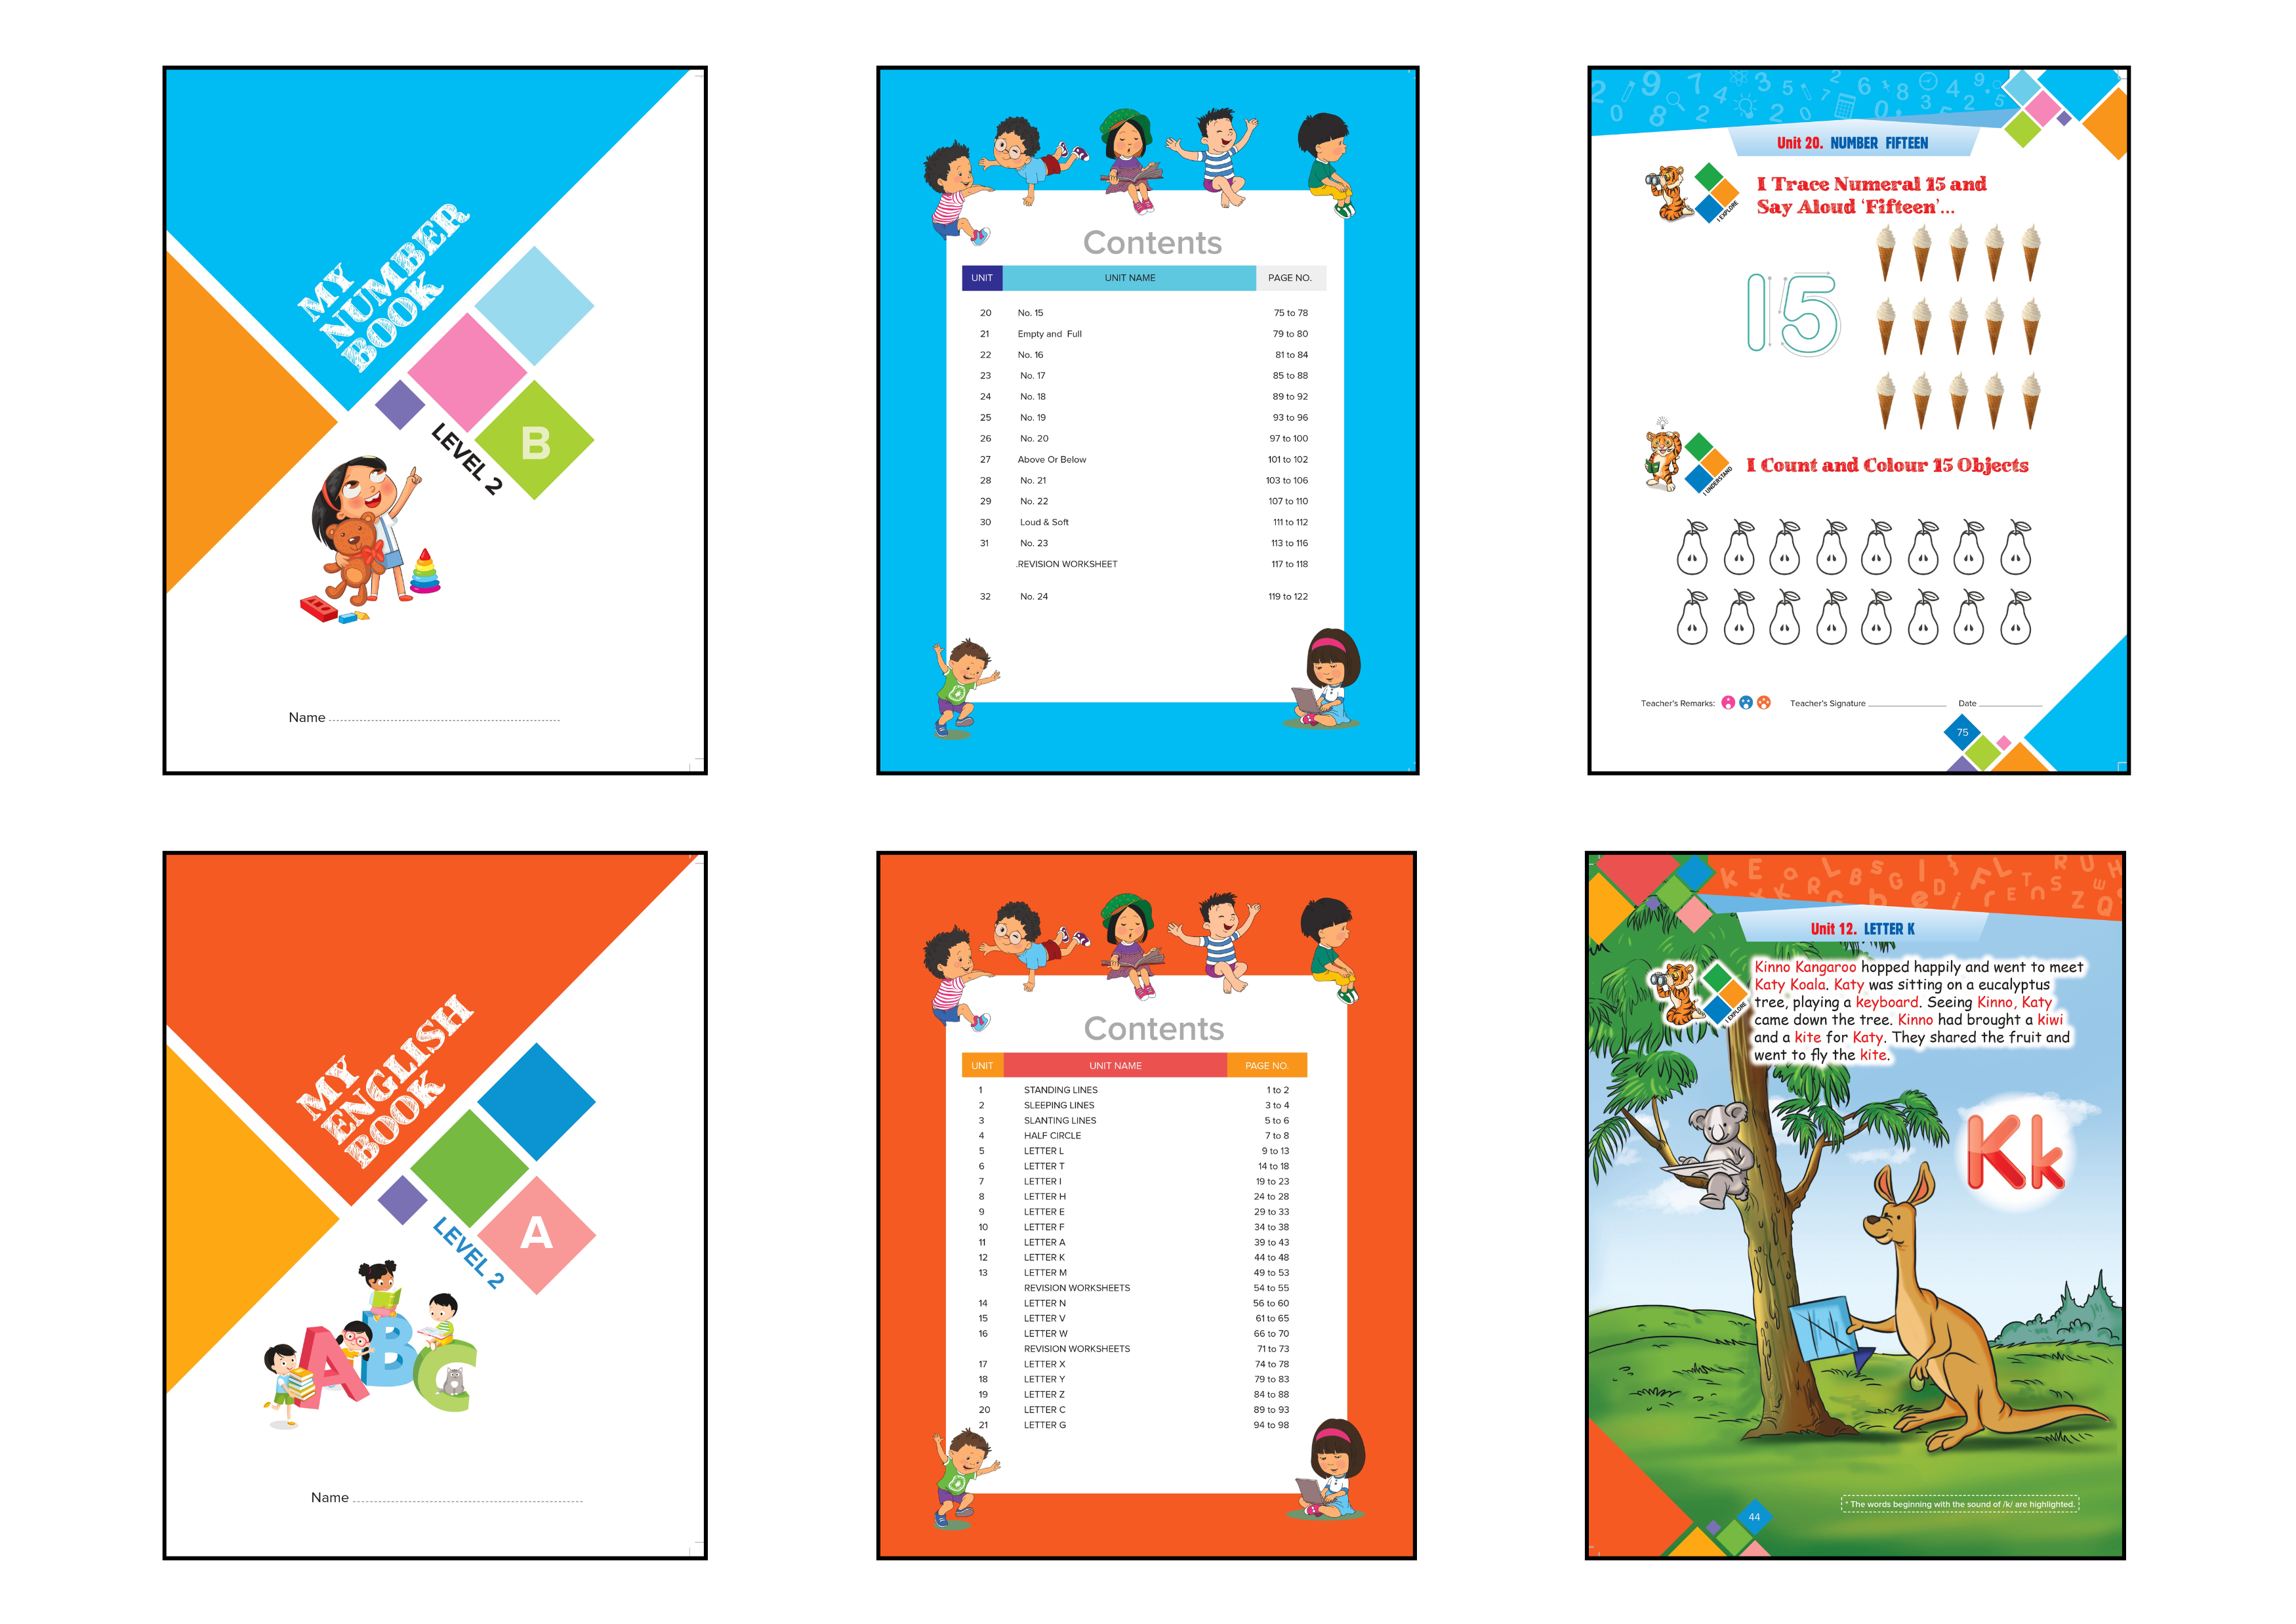 MY
NUMBER
BOOK
LEVEL 2
B
Name
Contents
UNIT UNIT NAME PAGE NO.
20 No. 15 75 to 78
21 Empty and Full 79 to 80
22 No. 16 81 to 84
23 No. 17 85 to 88
24 No. 18 89 to 92
25 No. 19 93 to 96
26 No. 20 97 to 100
27 Above Or Below 101 to 102
28 No. 21 103 to 106
29 No. 22 107 to 110
30 Loud & Soft 111 to 112
31 No. 23 113 to 116
.REVISION WORKSHEET 117 to 118
32 No. 24 119 to 122
Unit 20. NUMBER FIFTEEN
I EXPLORE
I Trace Numeral 15 and
Say Aloud ‘Fifteen’...
15
I UNDERSTAND
I Count and Colour 15 Objects
Teacher's Remarks: Teacher's Signature Date
75
MY
ENGLISH
BOOK
LEVEL 2
A
A B C
Name
Contents
UNIT UNIT NAME PAGE NO.
1 STANDING LINES 1 to 2
2 SLEEPING LINES 3 to 4
3 SLANTING LINES 5 to 6
4 HALF CIRCLE 7 to 8
5 LETTER L 9 to 13
6 LETTER T 14 to 18
7 LETTER I 19 to 23
8 LETTER H 24 to 28
9 LETTER E 29 to 33
10 LETTER F 34 to 38
11 LETTER A 39 to 43
12 LETTER K 44 to 48
13 LETTER M 49 to 53
REVISION WORKSHEETS 54 to 55
14 LETTER N 56 to 60
15 LETTER V 61 to 65
16 LETTER W 66 to 70
REVISION WORKSHEETS 71 to 73
17 LETTER X 74 to 78
18 LETTER Y 79 to 83
19 LETTER Z 84 to 88
20 LETTER C 89 to 93
21 LETTER G 94 to 98
Unit 12. LETTER K
I EXPLORE
Kinno Kangaroo hopped happily and went to meet
Katy Koala. Katy was sitting on a eucalyptus
tree, playing a keyboard. Seeing Kinno, Katy
came down the tree. Kinno had brought a kiwi
and a kite for Katy. They shared the fruit and
went to fly the kite.
Kk
* The words beginning with the sound of /k/ are highlighted.
44